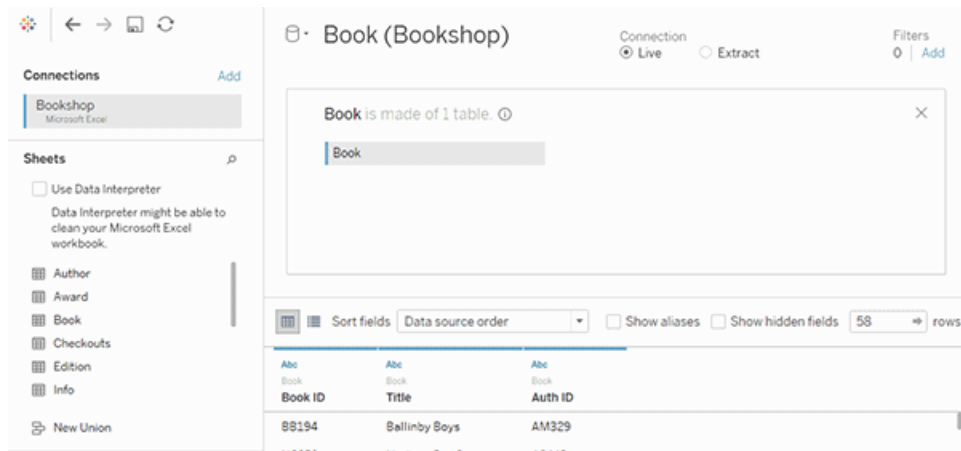 Connections
Add
Bookshop
Microsoft Excel
Sheets
Use Data Interpreter
Data Interpreter might be able to
clean your Microsoft Excel
workbook.
Author
Award
Book
Checkouts
Edition
Info
New Union
Book (Bookshop)
Connection
Live
Extract
Filters
0 | Add
Book is made of 1 table.
Book
Sort fields Data source order
Show aliases Show hidden fields 58 rows
Abc Abc Abc
Book Book Book
Book ID Title Auth ID
BB194 Ballinby Boys AM329